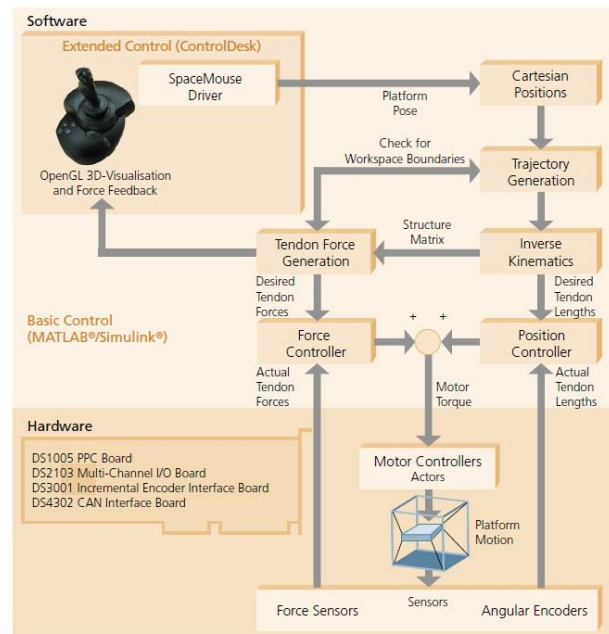 Software
Extended Control (ControlDesk)
SpaceMouse
Driver
OpenGL 3D-Visualisation
and Force Feedback
Platform
Pose
Cartesian
Positions
Check for
Workspace Boundaries
Trajectory
Generation
Tendon Force
Generation
Structure
Matrix
Inverse
Kinematics
Desired
Tendon
Forces
Desired
Tendon
Lengths
Basic Control
(MATLAB®/Simulink®)
Force
Controller
+ +
Position
Controller
Actual
Tendon
Forces
Motor
Torque
Actual
Tendon
Lengths
Hardware
DS1005 PPC Board
DS2103 Multi-Channel I/O Board
DS3001 Incremental Encoder Interface Board
DS4302 CAN Interface Board
Motor Controllers
Actors
Platform
Motion
Force Sensors
Sensors
Angular Encoders